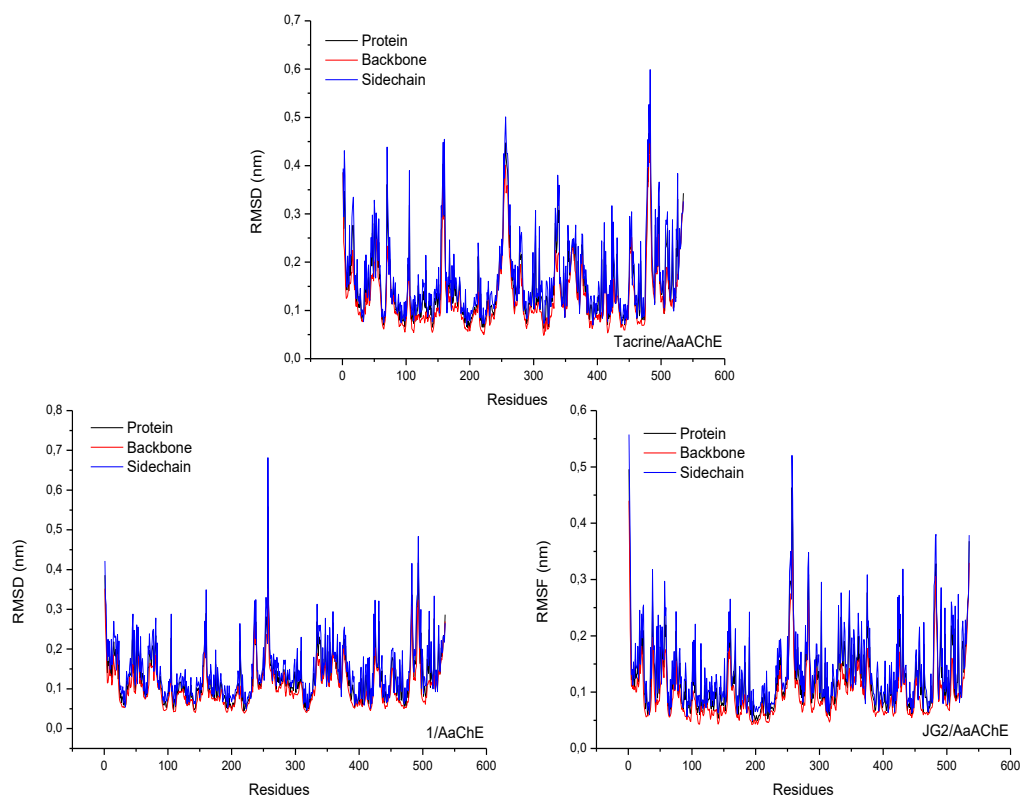 0,7
0,6
0,5
0,4
0,3
0,2
0,1
0,0
RMSD (nm)
Protein
Backbone
Sidechain
Tacrine/AaAChE
0 100 200 300 400 500 600
Residues
0,8
0,7
0,6
0,5
0,4
0,3
0,2
0,1
0,0
RMSD (nm)
Protein
Backbone
Sidechain
1/AaChE
0 100 200 300 400 500 600
Residues
0,6
0,5
0,4
0,3
0,2
0,1
0,0
RMSF (nm)
Protein
Backbone
Sidechain
JG2/AaAChE
0 100 200 300 400 500 600
Residues